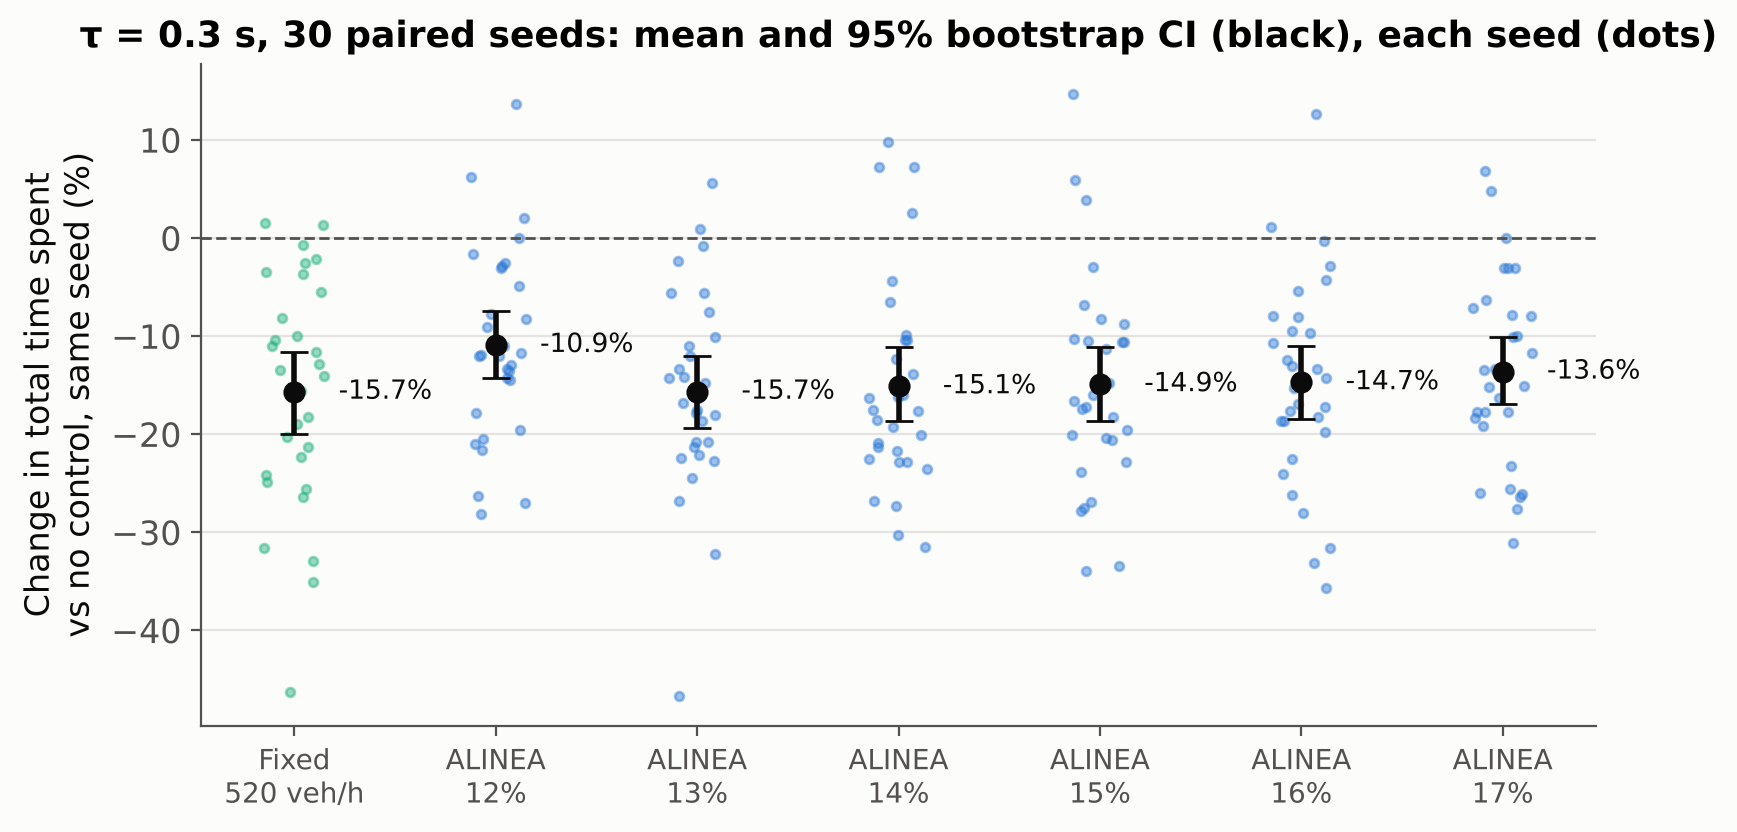 τ = 0.3 s, 30 paired seeds: mean and 95% bootstrap CI (black), each seed (dots)
Change in total time spent
vs no control, same seed (%)
10
0
−10
−20
−30
−40
-15.7%
-10.9%
-15.7%
-15.1%
-14.9%
-14.7%
-13.6%
Fixed
520 veh/h
ALINEA
12%
ALINEA
13%
ALINEA
14%
ALINEA
15%
ALINEA
16%
ALINEA
17%